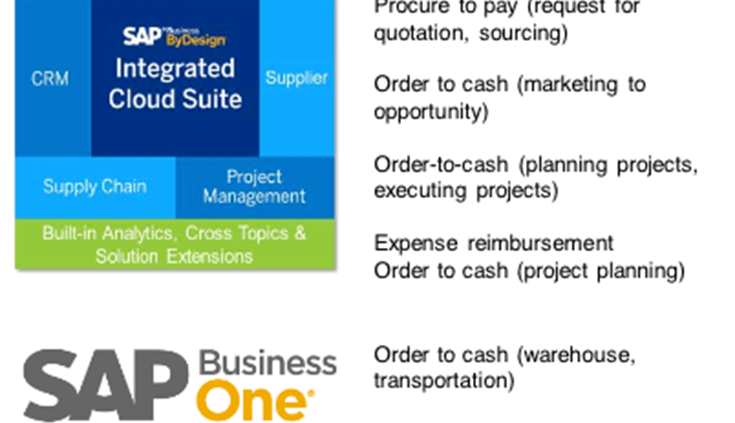 SAP Business
ByDesign
Integrated
Cloud Suite
CRM
Supplier
Supply Chain
Project
Management
Built-in Analytics, Cross Topics &
Solution Extensions
Procure to pay (request for
quotation, sourcing)
Order to cash (marketing to
opportunity)
Order-to-cash (planning projects,
executing projects)
Expense reimbursement
Order to cash (project planning)
SAP Business
One
Order to cash (warehouse,
transportation)